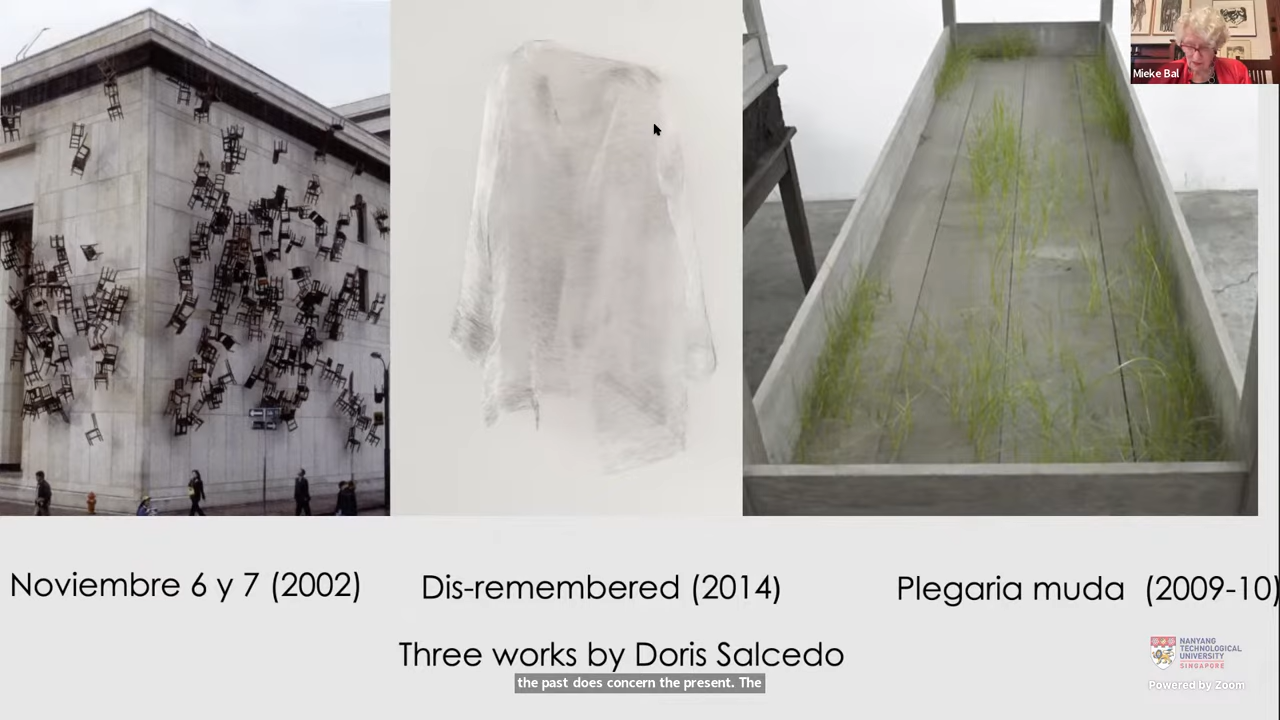 Mieke Bal
Noviembre 6 y 7 (2002)
Dis-remembered (2014)
Plegaria muda (2009-10)
Three works by Doris Salcedo
the past does concern the present. The
NANYANG
TECHNOLOGICAL
UNIVERSITY
SINGAPORE
Powered by Zoom